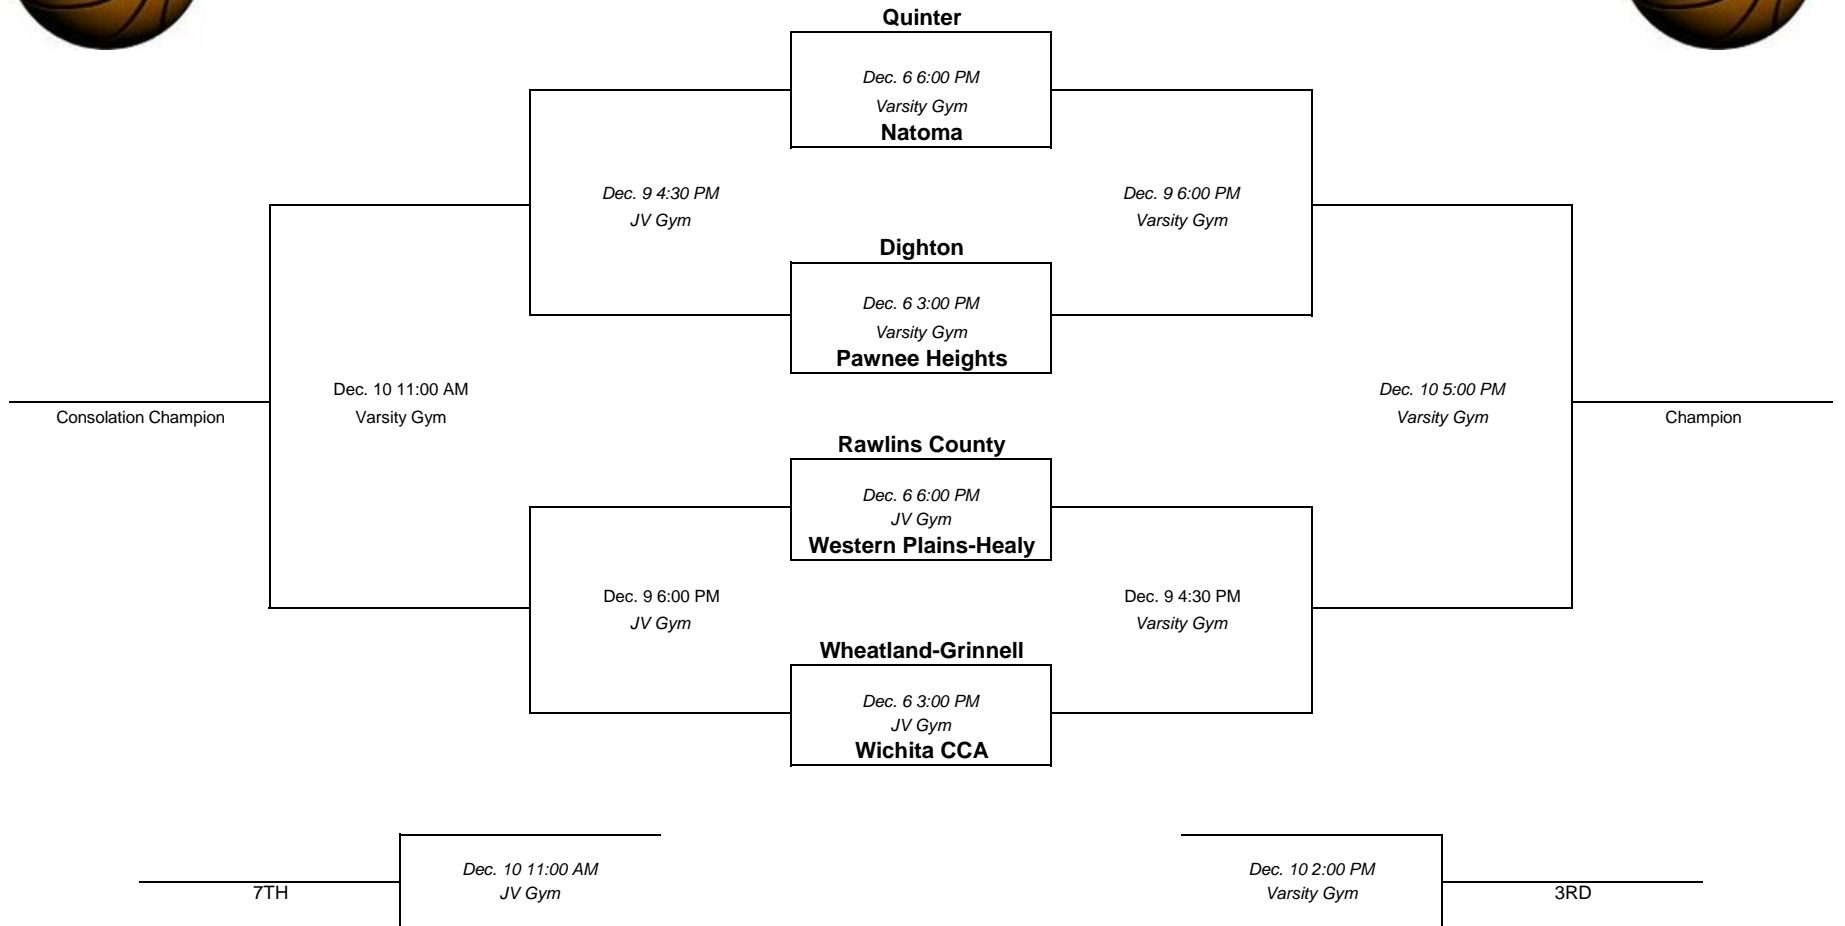 Quinter
Dec. 6 6:00 PM
Varsity Gym
Natoma
Dec. 9 4:30 PM
JV Gym
Dec. 9 6:00 PM
Varsity Gym
Dighton
Dec. 6 3:00 PM
Varsity Gym
Pawnee Heights
Dec. 10 11:00 AM
Varsity Gym
Consolation Champion
Dec. 10 5:00 PM
Varsity Gym
Champion
Rawlins County
Dec. 6 6:00 PM
JV Gym
Western Plains-Healy
Dec. 9 6:00 PM
JV Gym
Dec. 9 4:30 PM
Varsity Gym
Wheatland-Grinnell
Dec. 6 3:00 PM
JV Gym
Wichita CCA
Dec. 10 11:00 AM
JV Gym
7TH
Dec. 10 2:00 PM
Varsity Gym
3RD